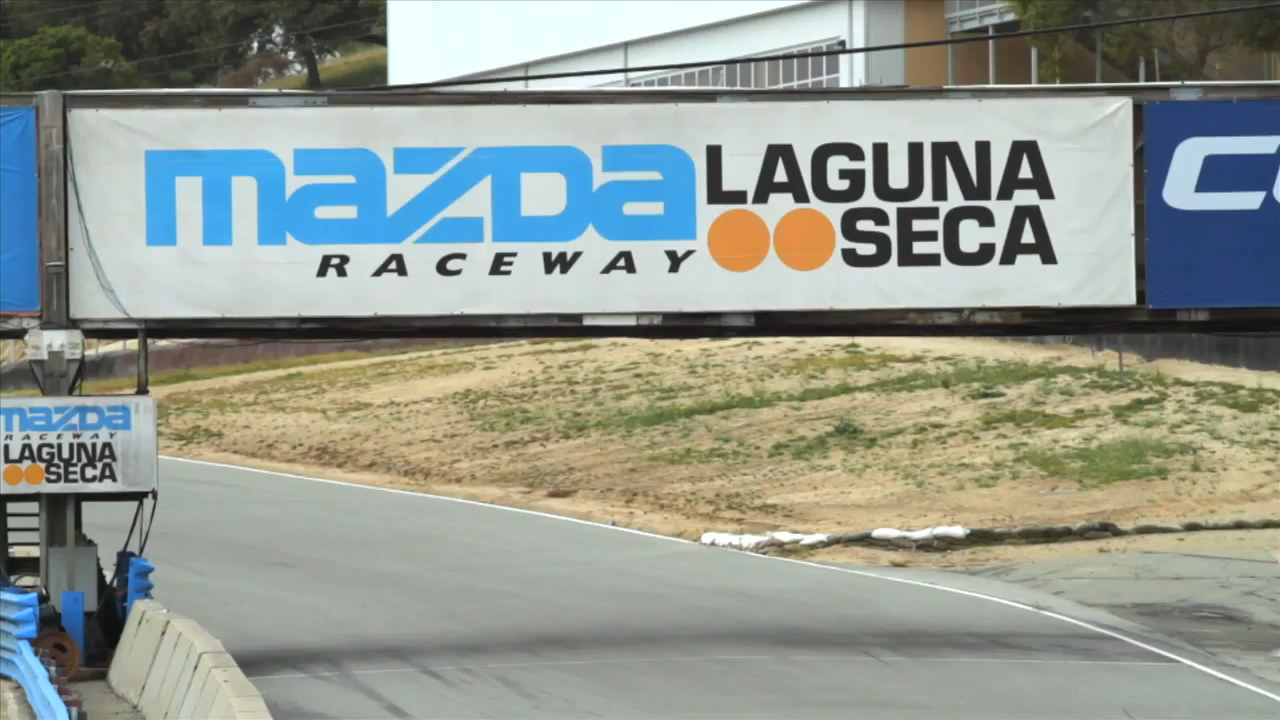 mazda LAGUNA
RACEWAY SECA
mazda
RACEWAY
LAGUNA
SECA